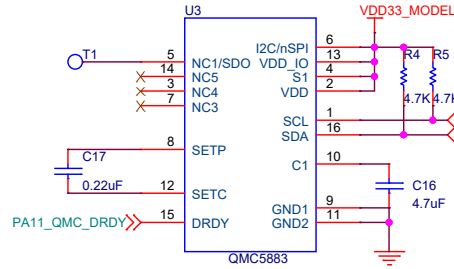 U3
VDD33_MODEL
T1
5 NC1/SDO
14 NC5
3 NC4
7 NC3
8 SETP
12 SETC
15 DRDY
I2C/nSPI 6
VDD_IO 13
S1 4
VDD 2
SCL 1
SDA 16
C1 10
GND1 9
GND2 11
R4 R5
4.7K 4.7K
C17
0.22uF
C16
4.7uF
PA11_QMC_DRDY
QMC5883